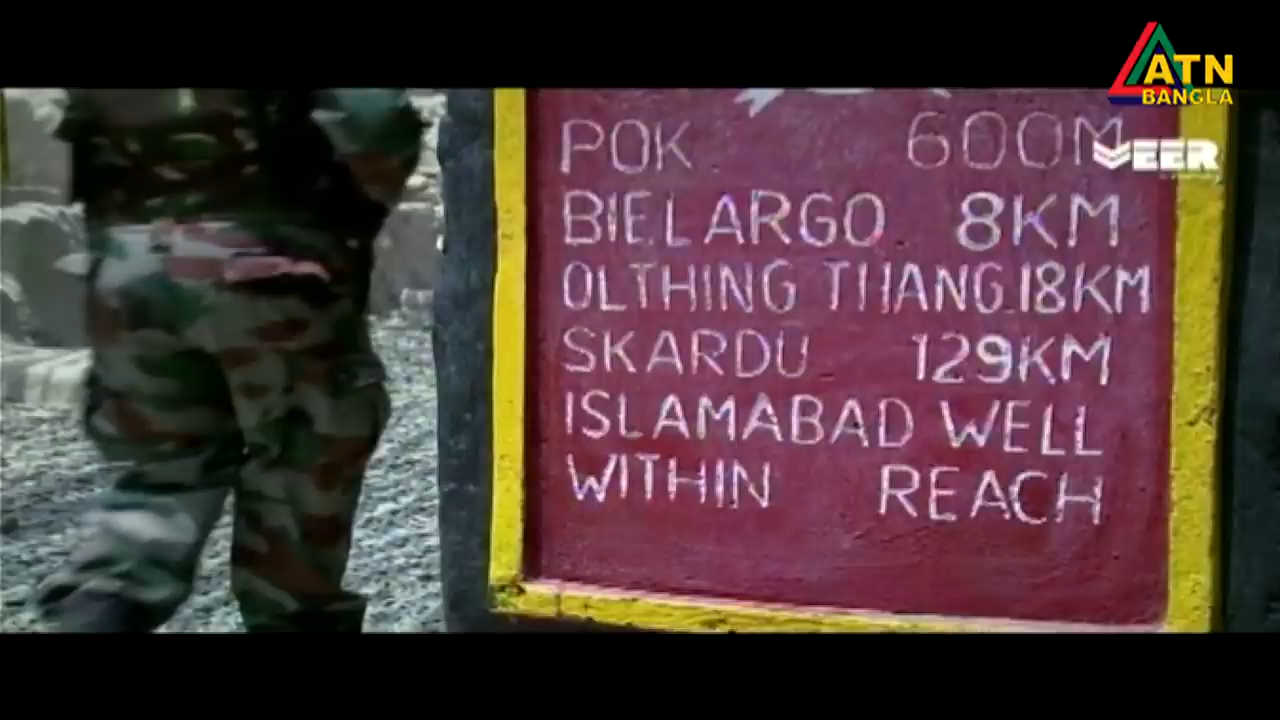 ATN
BANGLA
VEER
POK 600M
BIELARGO 8KM
OLTHING THANG 18KM
SKARDU 129KM
ISLAMABAD WELL
WITHIN REACH